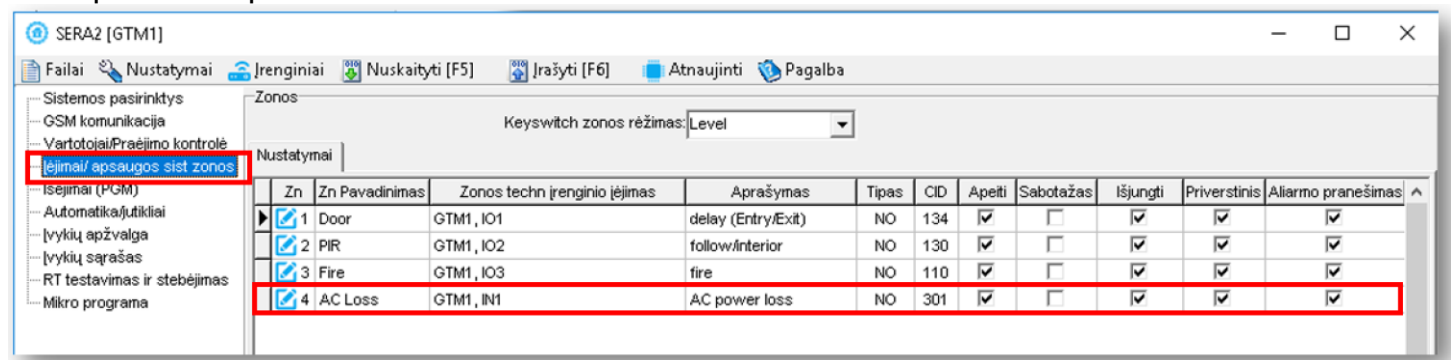 SERA2 [GTM1]
Failai Nustatymai Įrenginiai Nuskaityti [F5] Įrašyti [F6] Atnaujinti Pagalba
Sistemos pasirinktys
GSM komunikacija
Vartotojai/Praėjimo kontrolė
Įėjimai/ apsaugos sist zonos
Išėjimai (PGM)
Automatika/jutikliai
Įvykių apžvalga
Įvykių sąrašas
RT testavimas ir stebėjimas
Mikro programa
Zonos
Keyswitch zonos rėžimas: Level
Nustatymai
Zn Zn Pavadinimas Zonos techn įrenginio įėjimas Aprašymas Tipas CID Apeiti Sabotažas Išjungti Priverstinis Aliarmo pranešimas
1 Door GTM1, IO1 delay (Entry/Exit) NO 134
2 PIR GTM1, IO2 follow/interior NO 130
3 Fire GTM1, IO3 fire NO 110
4 AC Loss GTM1, IN1 AC power loss NO 301